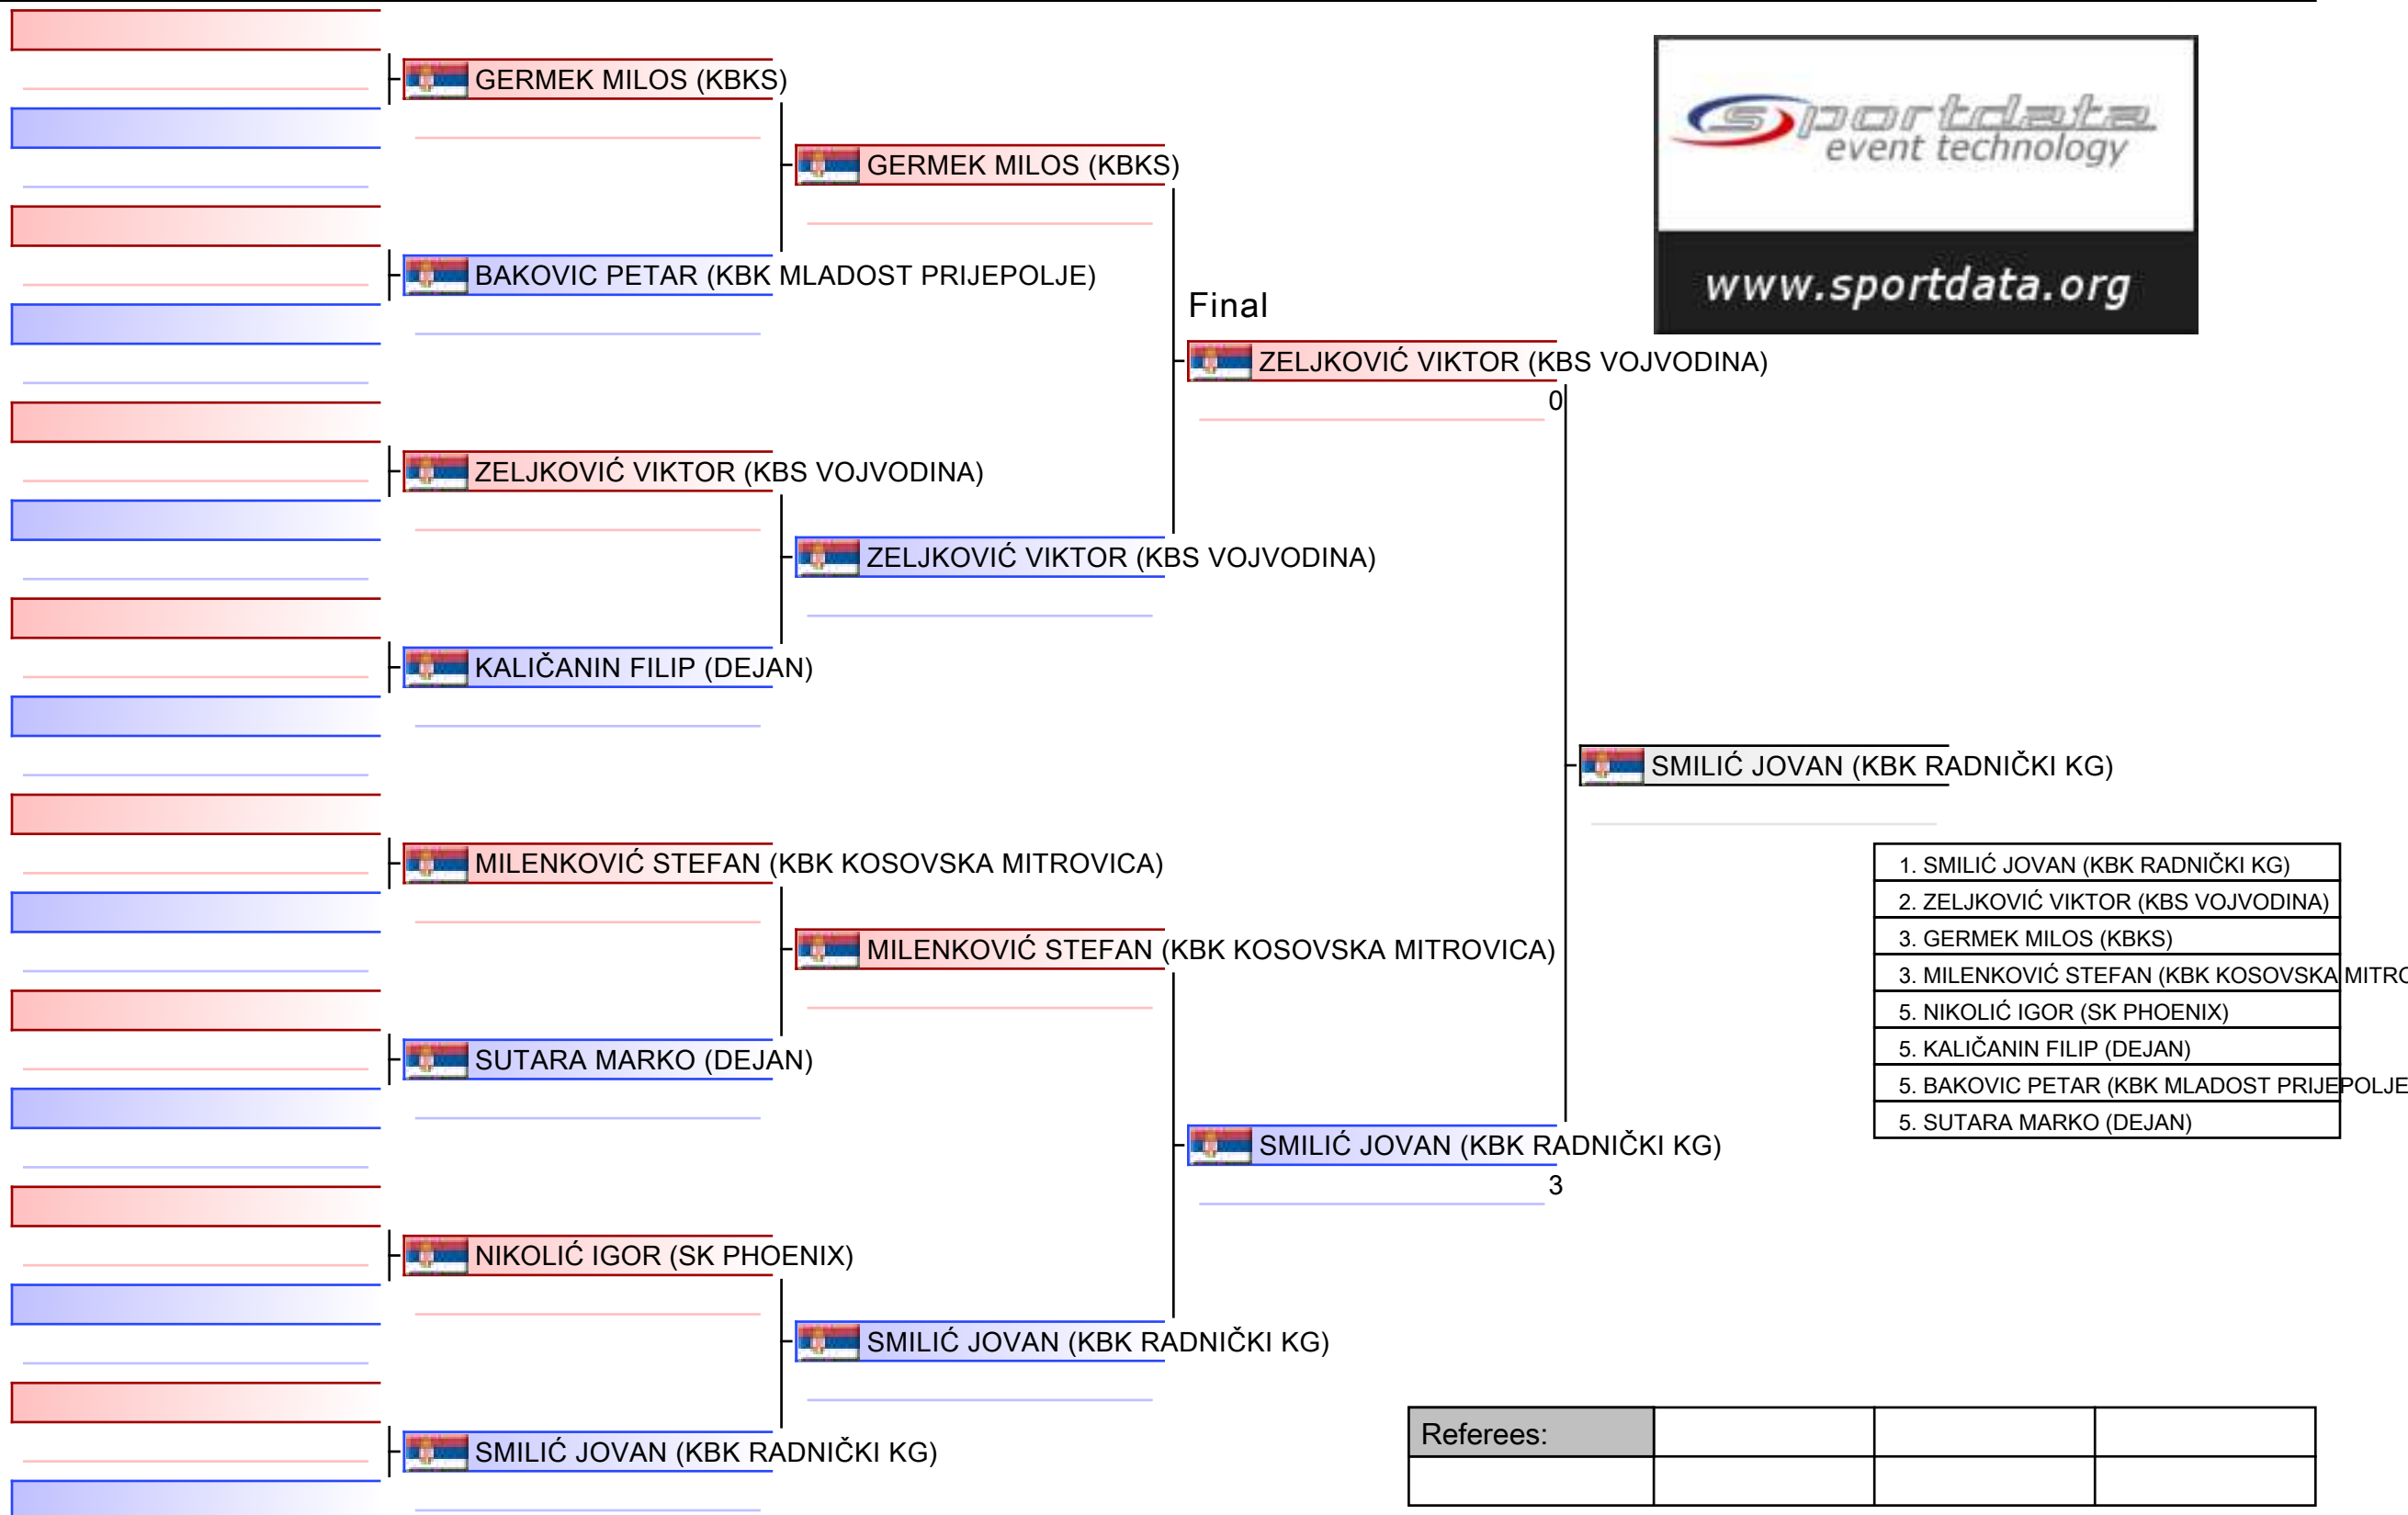 GERMEK MILOS (KBKS)
BAKOVIC PETAR (KBK MLADOST PRIJEPOLJE)
ZELJKOVIĆ VIKTOR (KBS VOJVODINA)
KALIČANIN FILIP (DEJAN)
MILENKOVIĆ STEFAN (KBK KOSOVSKA MITROVICA)
SUTARA MARKO (DEJAN)
NIKOLIĆ IGOR (SK PHOENIX)
SMILIĆ JOVAN (KBK RADNIČKI KG)
GERMEK MILOS (KBKS)
ZELJKOVIĆ VIKTOR (KBS VOJVODINA)
MILENKOVIĆ STEFAN (KBK KOSOVSKA MITROVICA)
SMILIĆ JOVAN (KBK RADNIČKI KG)
Final
ZELJKOVIĆ VIKTOR (KBS VOJVODINA)
0
SMILIĆ JOVAN (KBK RADNIČKI KG)
3
SMILIĆ JOVAN (KBK RADNIČKI KG)
sportdata
event technology
www.sportdata.org
1. SMILIĆ JOVAN (KBK RADNIČKI KG)
2. ZELJKOVIĆ VIKTOR (KBS VOJVODINA)
3. GERMEK MILOS (KBKS)
3. MILENKOVIĆ STEFAN (KBK KOSOVSKA MITRO
5. NIKOLIĆ IGOR (SK PHOENIX)
5. KALIČANIN FILIP (DEJAN)
5. BAKOVIC PETAR (KBK MLADOST PRIJEPOLJE
5. SUTARA MARKO (DEJAN)
Referees: